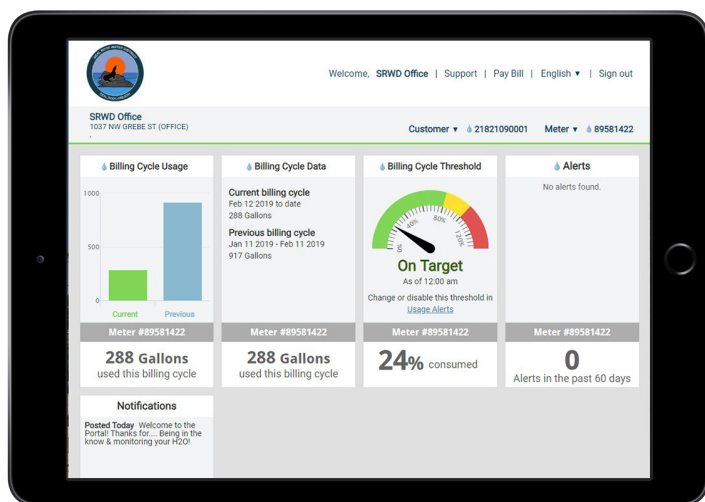 Welcome, SRWD Office | Support | Pay Bill | English ▼ | Sign out
SRWD Office
1037 NW GREBE ST (OFFICE)
Customer ▼ 21821090001 Meter ▼ 89581422
Billing Cycle Usage
1000
500
0
Current Previous
Meter #89581422
288 Gallons
used this billing cycle
Billing Cycle Data
Current billing cycle
Feb 12 2019 to date
288 Gallons
Previous billing cycle
Jan 11 2019 - Feb 11 2019
917 Gallons
Meter #89581422
288 Gallons
used this billing cycle
Billing Cycle Threshold
0% 40% 80% 120%
On Target
As of 12:00 am
Change or disable this threshold in
Usage Alerts
Meter #89581422
24% consumed
Alerts
No alerts found.
Meter #89581422
0
Alerts in the past 60 days
Notifications
Posted Today Welcome to the
Portal! Thanks for.... Being in the
know & monitoring your H2O!